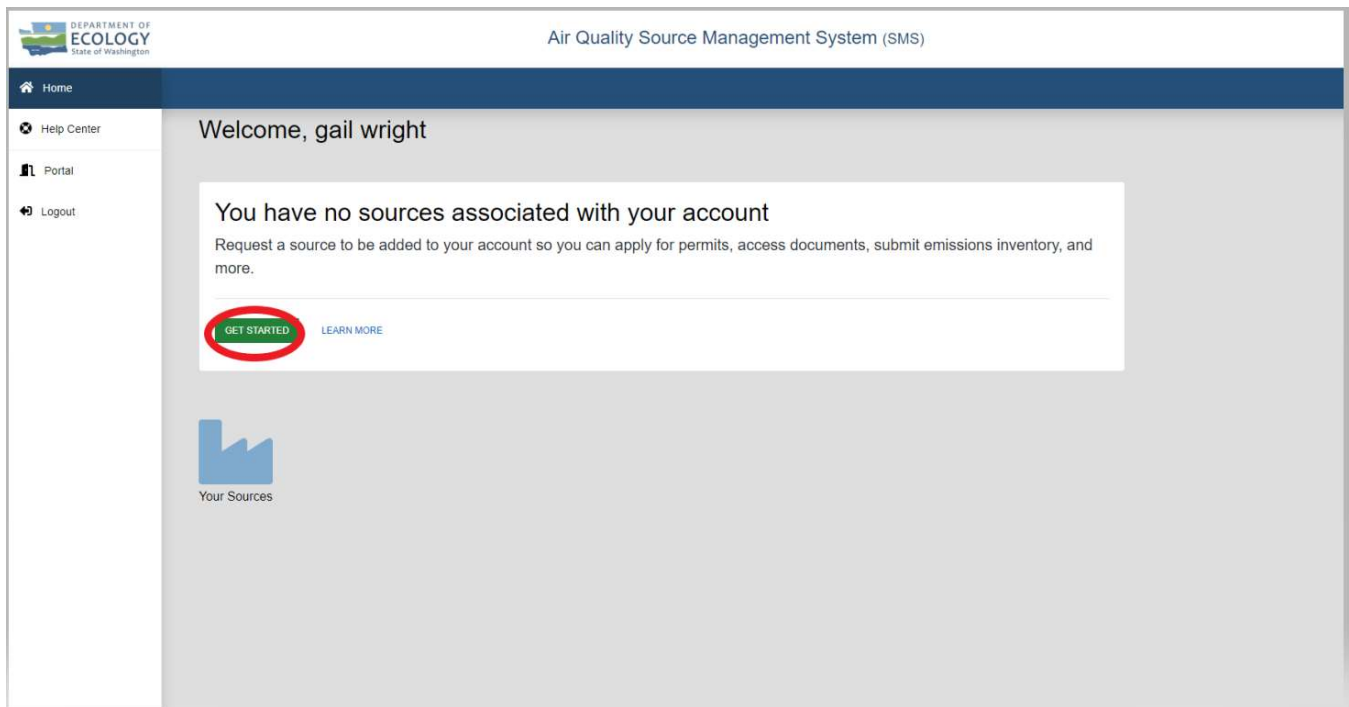 DEPARTMENT OF
ECOLOGY
State of Washington
Air Quality Source Management System (SMS)
Home
Help Center
Portal
Logout
Welcome, gail wright
You have no sources associated with your account
Request a source to be added to your account so you can apply for permits, access documents, submit emissions inventory, and
more.
GET STARTED LEARN MORE
Your Sources